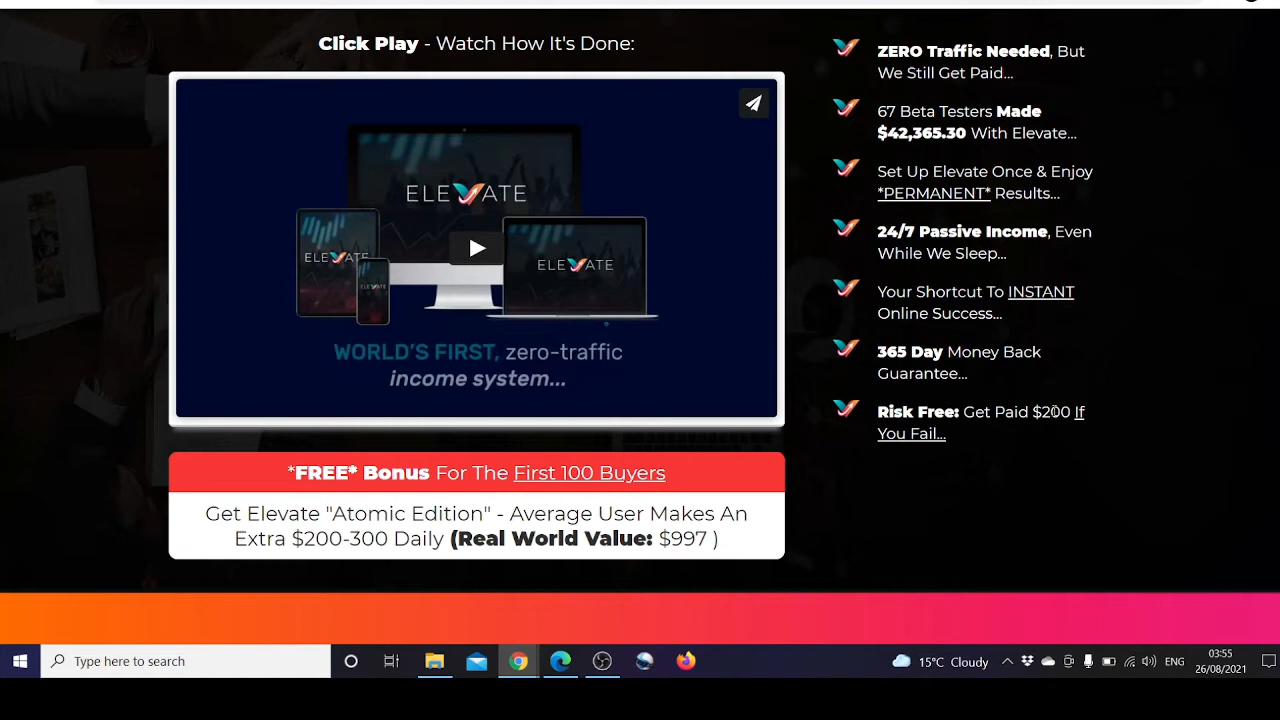 Click Play - Watch How It's Done:
ELEVATE
ELEVATE
ELEVATE
ELEVATE
WORLD'S FIRST, zero-traffic
income system...
*FREE* Bonus For The First 100 Buyers
Get Elevate "Atomic Edition" - Average User Makes An
Extra $200-300 Daily (Real World Value: $997 )
ZERO Traffic Needed, But
We Still Get Paid...
67 Beta Testers Made
$42,365.30 With Elevate...
Set Up Elevate Once & Enjoy
*PERMANENT* Results...
24/7 Passive Income, Even
While We Sleep...
Your Shortcut To INSTANT
Online Success...
365 Day Money Back
Guarantee...
Risk Free: Get Paid $200 If
You Fail...
Type here to search
15°C Cloudy
ENG
03:55
26/08/2021